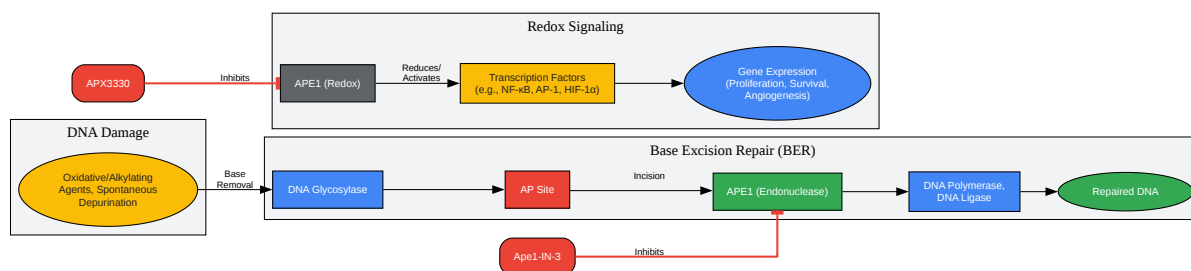 Redox Signaling
APX3330
Inhibits
APE1 (Redox)
Reduces/
Activates
Transcription Factors
(e.g., NF-κB, AP-1, HIF-1α)
Gene Expression
(Proliferation, Survival,
Angiogenesis)
DNA Damage
Oxidative/Alkylating
Agents, Spontaneous
Depurination
Base
Removal
Base Excision Repair (BER)
DNA Glycosylase
AP Site
Incision
APE1 (Endonuclease)
DNA Polymerase,
DNA Ligase
Repaired DNA
Ape1-IN-3
Inhibits